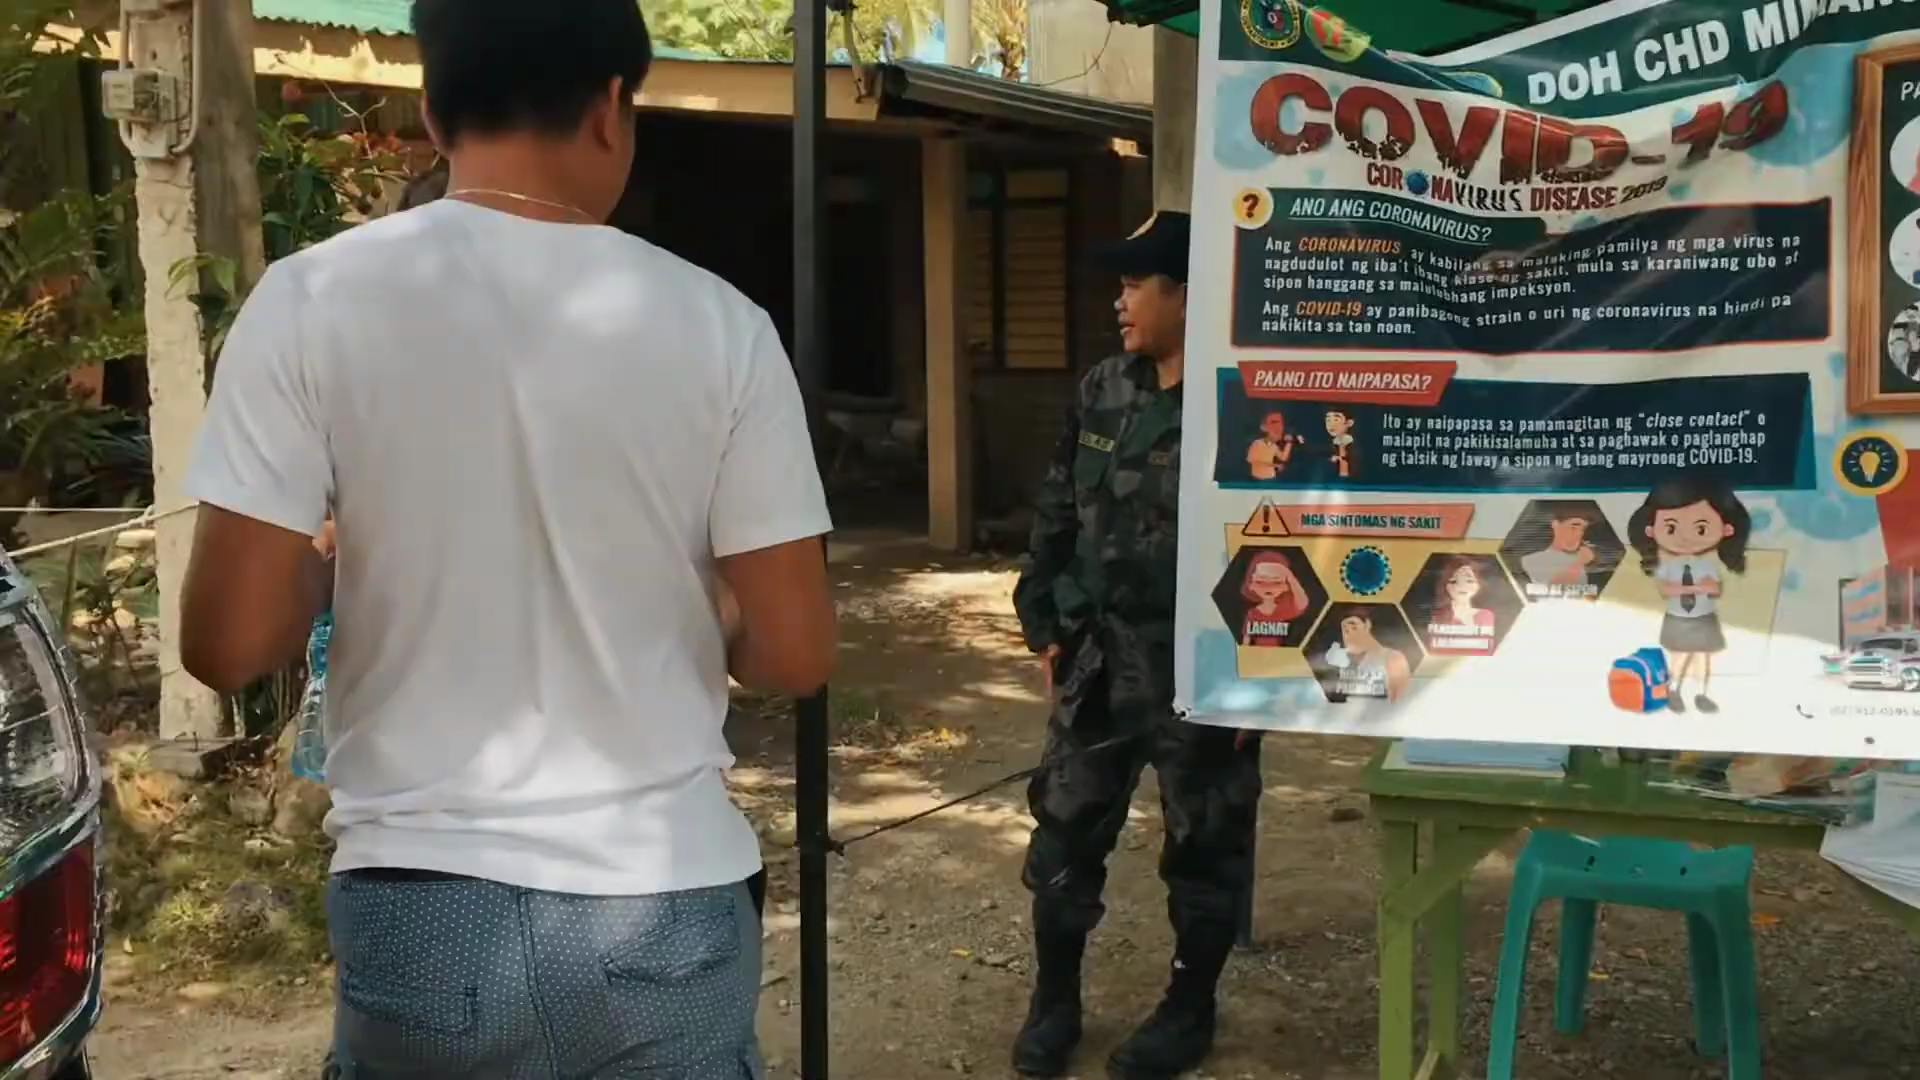 DOH CHD
COVID-19
CORONAVIRUS DISEASE 2019
? ANO ANG CORONAVIRUS?
Ang CORONAVIRUS ay kabilang sa malaking pamilya ng mga virus na
nagdudulot ng iba't ibang klase ng sakit, mula sa karaniwang ubo at
sipon hanggang sa malulubhang impeksyon.
Ang COVID-19 ay panibagong strain o uri ng coronavirus na hindi pa
nakikita sa tao noon.
PAANO ITO NAIPAPASA?
Ito ay naipapasa sa pamamagitan ng "close contact" o
malapit na pakikisalamuha at sa paghawak o paglanghap
ng talsik ng laway o sipon ng taong mayroong COVID-19.
MGA SINTOMAS NG SAKIT
LAGNAT